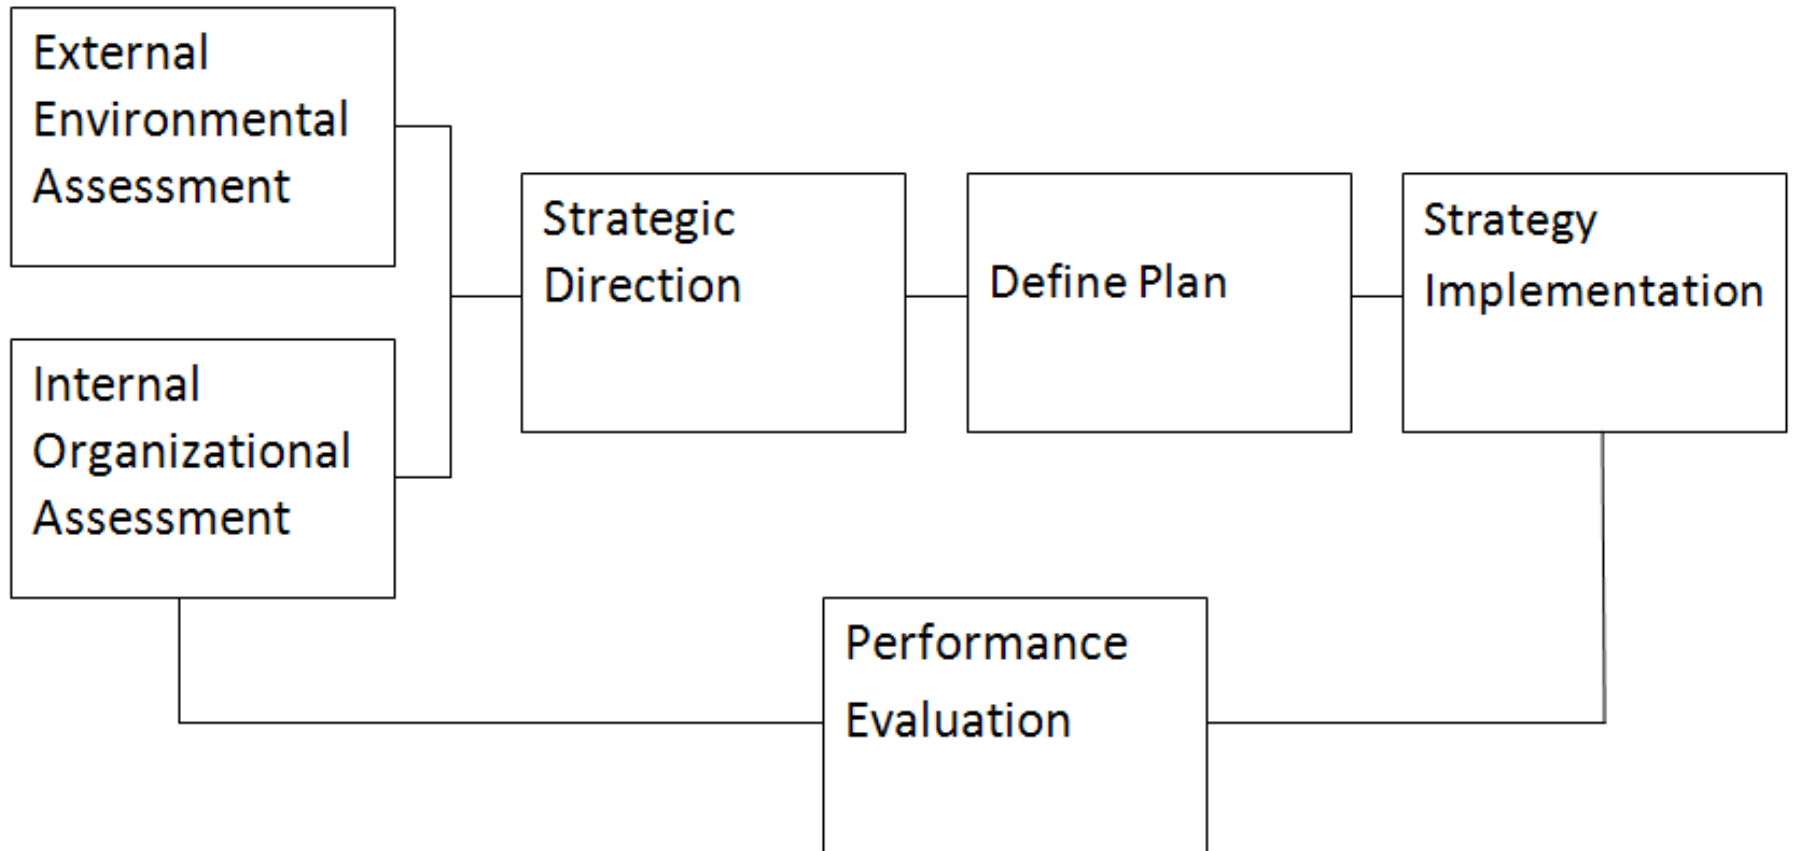 External
Environmental
Assessment
Internal
Organizational
Assessment
Strategic
Direction
Define Plan
Strategy
Implementation
Performance
Evaluation